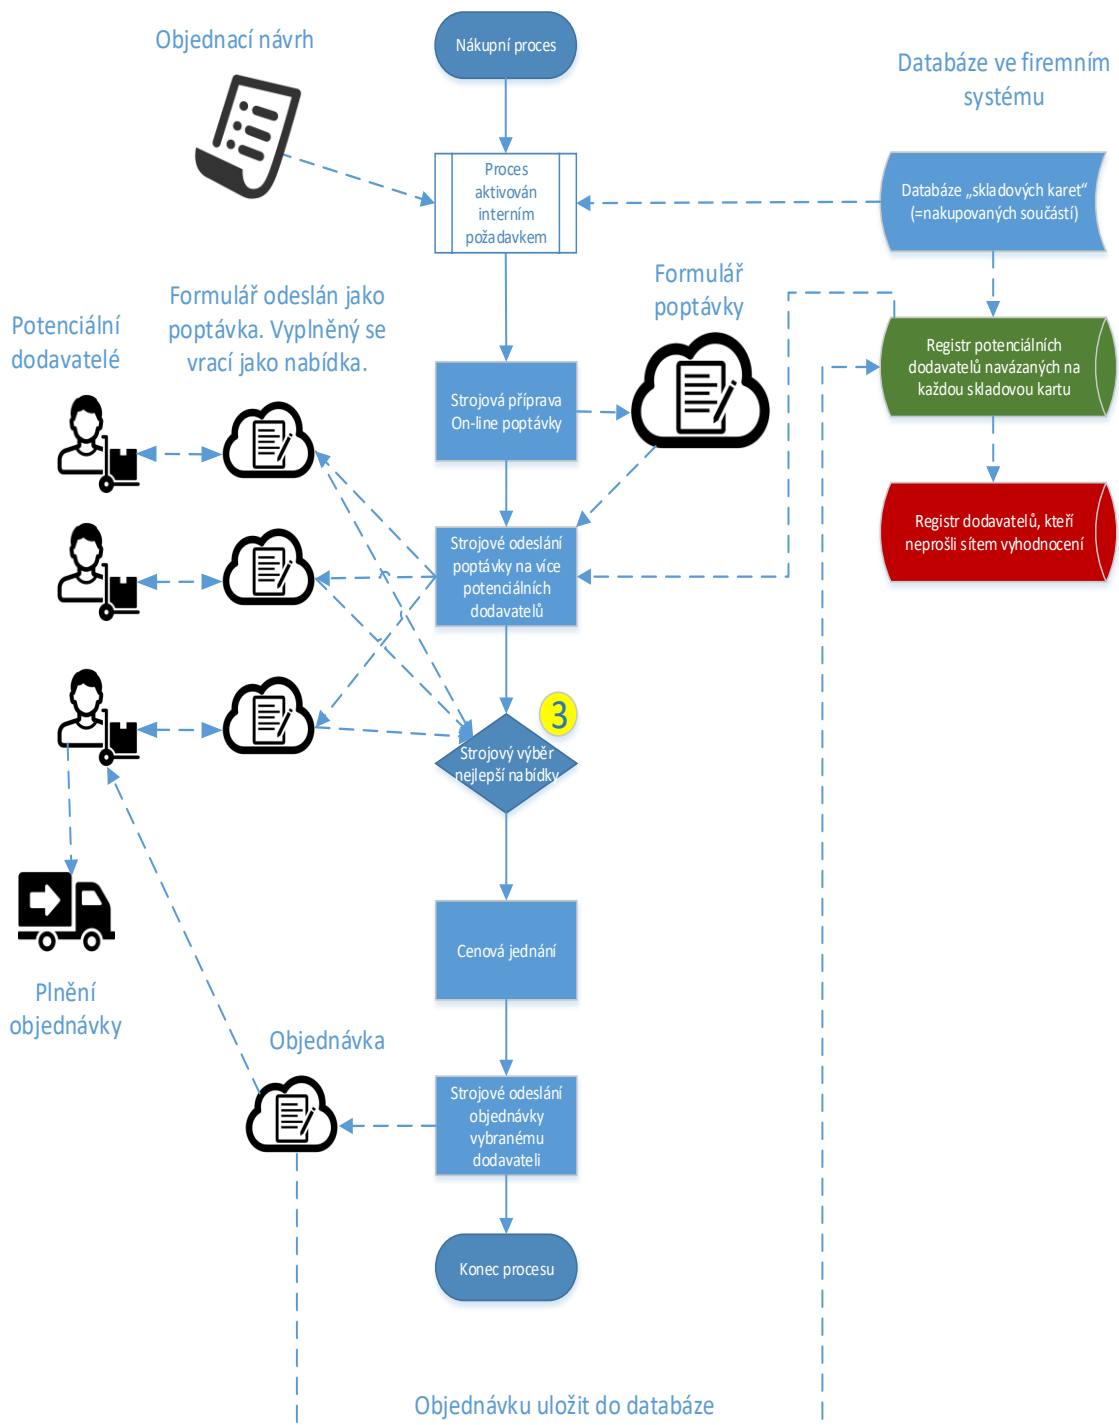 Objednací návrh
Nákupní proces
Databáze ve firemním
systému
Proces
aktivován
interním
požadavkem
Databáze „skladových karet“
(=nakupovaných součástí)
Formulář
poptávky
Formulář odeslán jako
poptávka. Vyplněný se
vrací jako nabídka.
Potenciální
dodavatelé
Registr potenciálních
dodavatelů navázaných na
každou skladovou kartu
Strojová příprava
On-line poptávky
Registr dodavatelů, kteří
neprošli sítem vyhodnocení
Strojové odeslání
poptávky na více
potenciálních
dodavatelů
3
Strojový výběr
nejlepší nabídky
Cenová jednání
Plnění
objednávky
Objednávka
Strojové odeslání
objednávky
vybranému
dodavateli
Konec procesu
Objednávku uložit do databáze